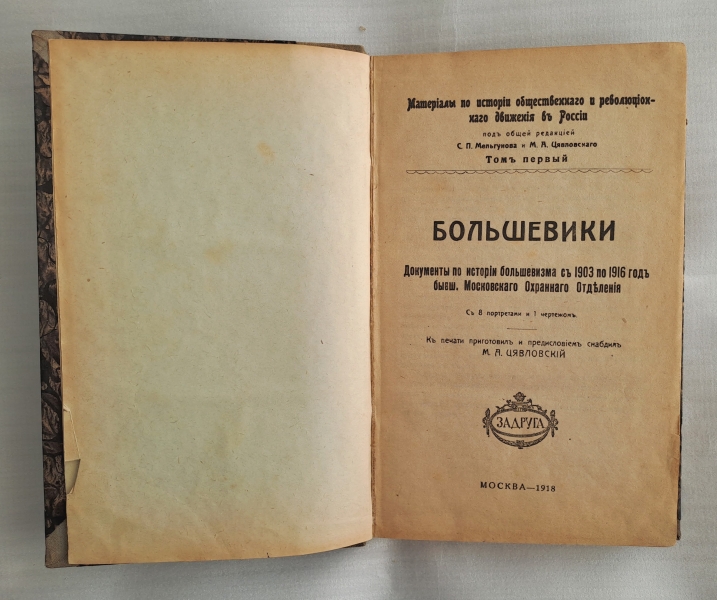 Матеріалы по исторіи общественнаго и революціон-
наго движенія въ Россіи
подъ общей редакціей
С. П. Мельгунова и М. А. Цявловскаго
Томъ первый
БОЛЬШЕВИКИ
Документы по исторіи большевизма съ 1903 по 1916 годъ
бывш. Московскаго Охраннаго Отдѣленія
Съ 8 портретами и 1 чертежомъ.
Къ печати приготовилъ и предисловіемъ снабдилъ
М. А. ЦЯВЛОВСКІЙ
ЗАДРУГА
МОСКВА—1918